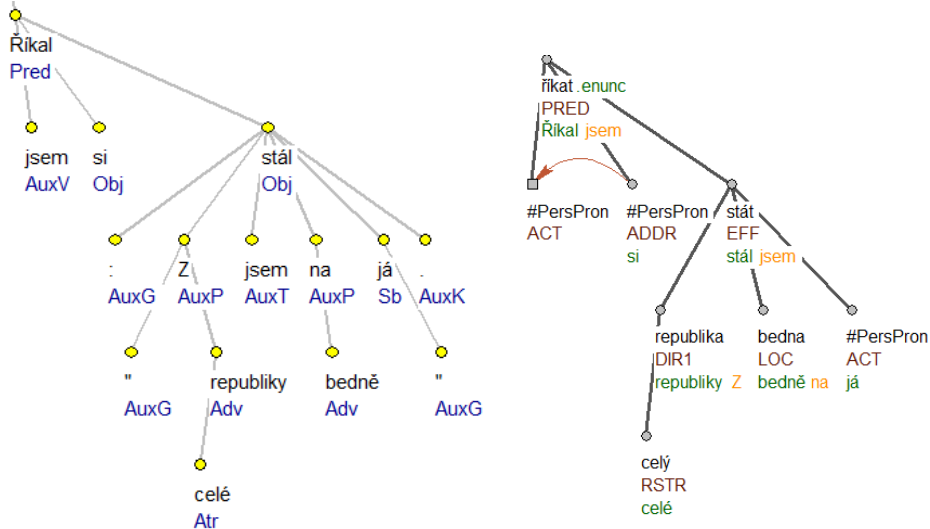 Říkal
Pred
jsem si stál
AuxV Obj Obj
: Z jsem na já .
AuxG AuxP AuxT AuxP Sb AuxK
" republiky bedně "
AuxG Adv Adv AuxG
celé
Atr
říkat .enunc
PRED
Říkal jsem
#PersPron #PersPron stát
ACT ADDR EFF
si stál jsem
republika bedna #PersPron
DIR1 LOC ACT
republiky Z bedně na já
celý
RSTR
celé